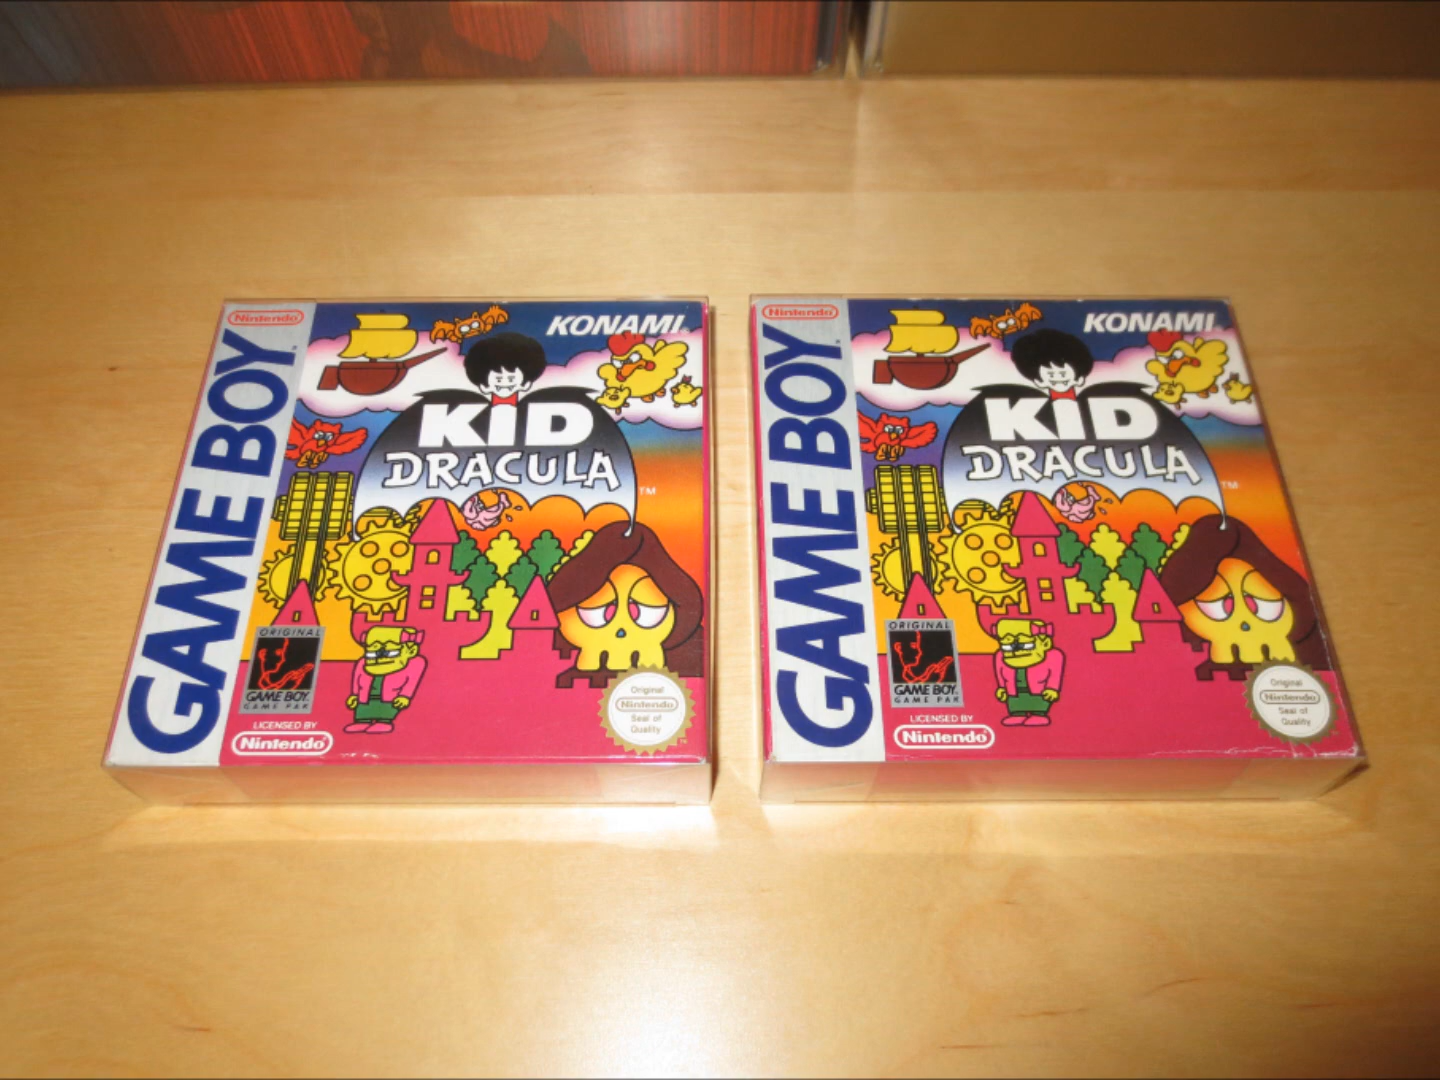 Nintendo
GAME BOY
KONAMI
KID
DRACULA
TM
ORIGINAL
GAME BOY
GAME PAK
LICENSED BY
Nintendo
Original
Nintendo
Seal of
Quality
Nintendo
GAME BOY
KONAMI
KID
DRACULA
TM
ORIGINAL
GAME BOY
GAME PAK
LICENSED BY
Nintendo
Original
Nintendo
Seal of
Quality